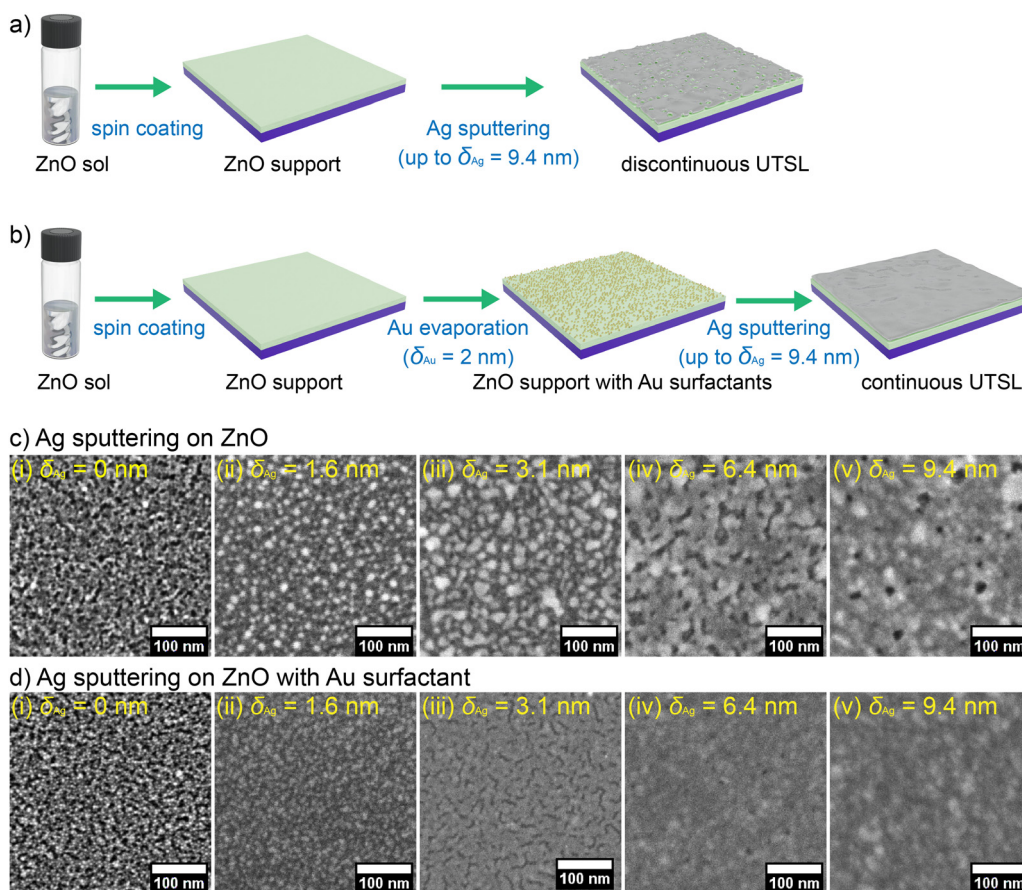 a)
spin coating
Ag sputtering
(up to δAg = 9.4 nm)
ZnO sol
ZnO support
discontinuous UTSL
b)
spin coating
Au evaporation
(δAu = 2 nm)
Ag sputtering
(up to δAg = 9.4 nm)
ZnO sol
ZnO support
ZnO support with Au surfactants
continuous UTSL
c) Ag sputtering on ZnO
(i) δAg = 0 nm
(ii) δAg = 1.6 nm
(iii) δAg = 3.1 nm
(iv) δAg = 6.4 nm
(v) δAg = 9.4 nm
100 nm
100 nm
100 nm
100 nm
100 nm
d) Ag sputtering on ZnO with Au surfactant
(i) δAg = 0 nm
(ii) δAg = 1.6 nm
(iii) δAg = 3.1 nm
(iv) δAg = 6.4 nm
(v) δAg = 9.4 nm
100 nm
100 nm
100 nm
100 nm
100 nm